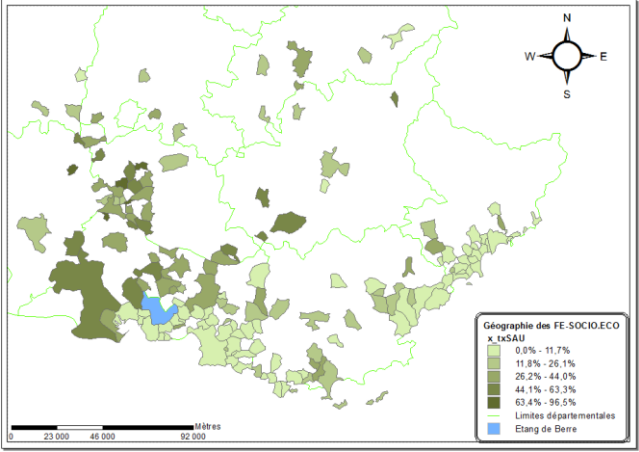 N
W E
S
Géographie des FE-SOCIO.ECO
x_txSAU
0,0% - 11,7%
11,8% - 26,1%
26,2% - 44,0%
44,1% - 63,3%
63,4% - 96,5%
Limites départementales
Etang de Berre
Mètres
0 23 000 46 000 92 000